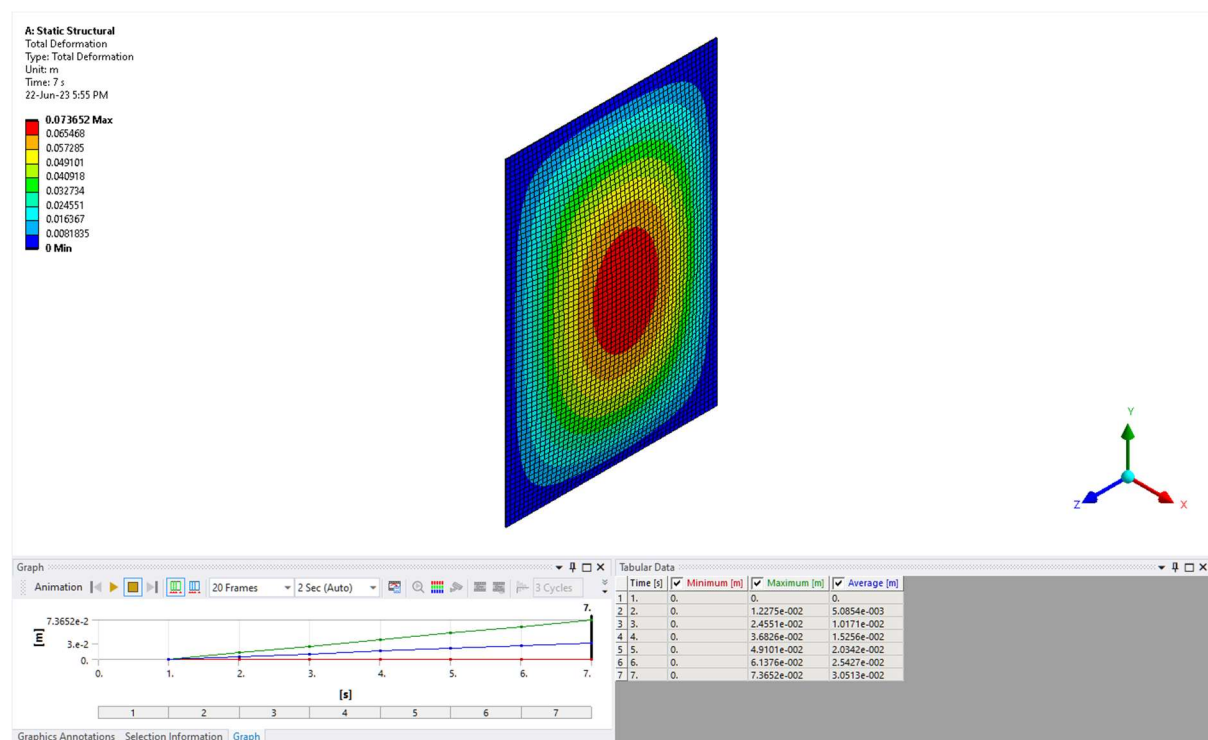 A: Static Structural
Total Deformation
Type: Total Deformation
Unit: m
Time: 7 s
22-Jun-23 5:55 PM
0.073652 Max
0.065468
0.057285
0.049101
0.040918
0.032734
0.024551
0.016367
0.0081835
0 Min
Y
Z
X
Graph
Animation 20 Frames 2 Sec (Auto) 3 Cycles
7.
7.3652e-2
[m]
3.e-2
0.
0. 1. 2. 3. 4. 5. 6. 7.
[s]
1 2 3 4 5 6 7
Graphics Annotations Selection Information Graph
Tabular Data
Time [s] Minimum [m] Maximum [m] Average [m]
1 1. 0. 0. 0.
2 2. 0. 1.2275e-002 5.0854e-003
3 3. 0. 2.4551e-002 1.0171e-002
4 4. 0. 3.6826e-002 1.5256e-002
5 5. 0. 4.9101e-002 2.0342e-002
6 6. 0. 6.1376e-002 2.5427e-002
7 7. 0. 7.3652e-002 3.0513e-002